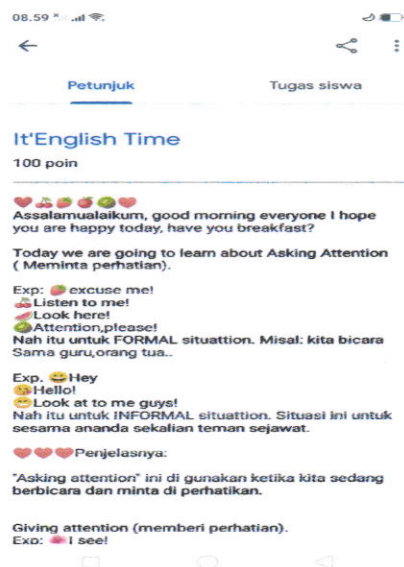 08.59
Petunjuk
Tugas siswa
It'English Time
100 poin
Assalamualaikum, good morning everyone I hope
you are happy today, have you breakfast?
Today we are going to learn about Asking Attention
( Meminta perhatian).
Exp: excuse me!
Listen to me!
Look here!
Attention,please!
Nah itu untuk FORMAL situattion. Misal: kita bicara
Sama guru,orang tua..
Exp. Hey
Hello!
Look at to me guys!
Nah itu untuk INFORMAL situattion. Situasi ini untuk
sesama ananda sekalian teman sejawat.
Penjelasnya:
"Asking attention" ini di gunakan ketika kita sedang
berbicara dan minta di perhatikan.
Giving attention (memberi perhatian).
Exp: I see!